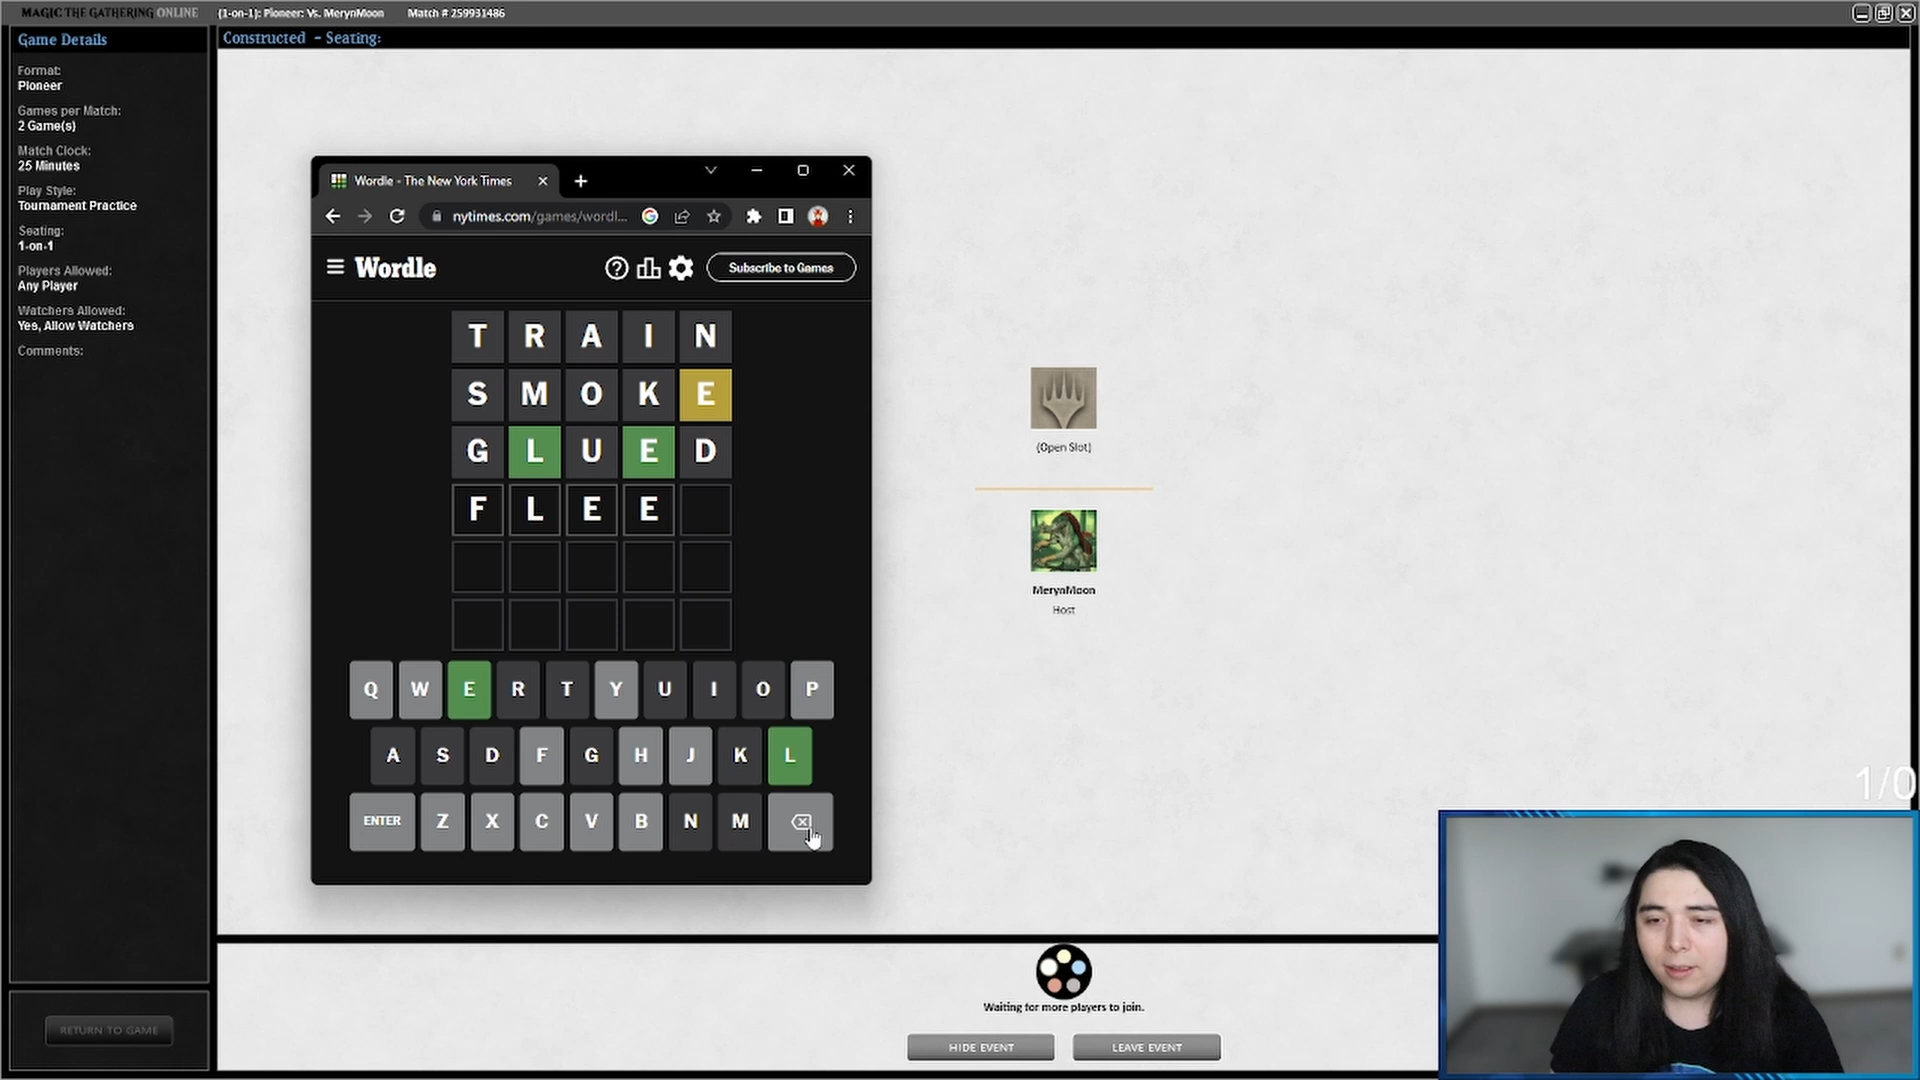 MAGIC THE GATHERING ONLINE
(1-on-1): Pioneer: Vs. MerynMoon
Match # 259931486
Game Details
Format:
Pioneer
Games per Match:
2 Game(s)
Match Clock:
25 Minutes
Play Style:
Tournament Practice
Seating:
1-on-1
Players Allowed:
Any Player
Watchers Allowed:
Yes, Allow Watchers
Comments:
RETURN TO GAME
Constructed - Seating:
Wordle - The New York Times
nytimes.com/games/wordl...
Wordle
Subscribe to Games
T R A I N
S M O K E
G L U E D
F L E E
Q W E R T Y U I O P
A S D F G H J K L
ENTER Z X C V B N M
(Open Slot)
MerynMoon
Host
1/0
Waiting for more players to join.
HIDE EVENT
LEAVE EVENT